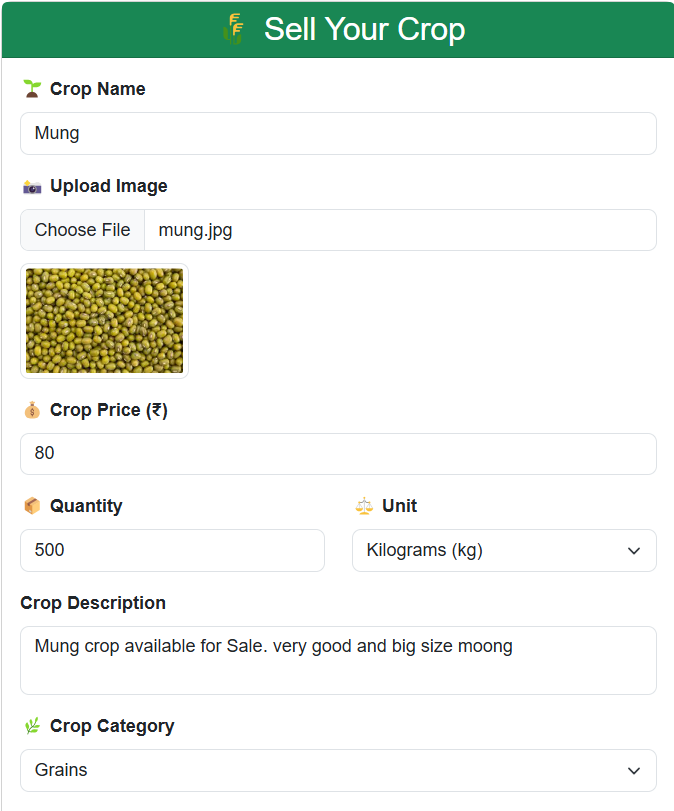 Sell Your Crop
Crop Name
Mung
Upload Image
Choose File mung.jpg
Crop Price (₹)
80
Quantity Unit
500 Kilograms (kg)
Crop Description
Mung crop available for Sale. very good and big size moong
Crop Category
Grains